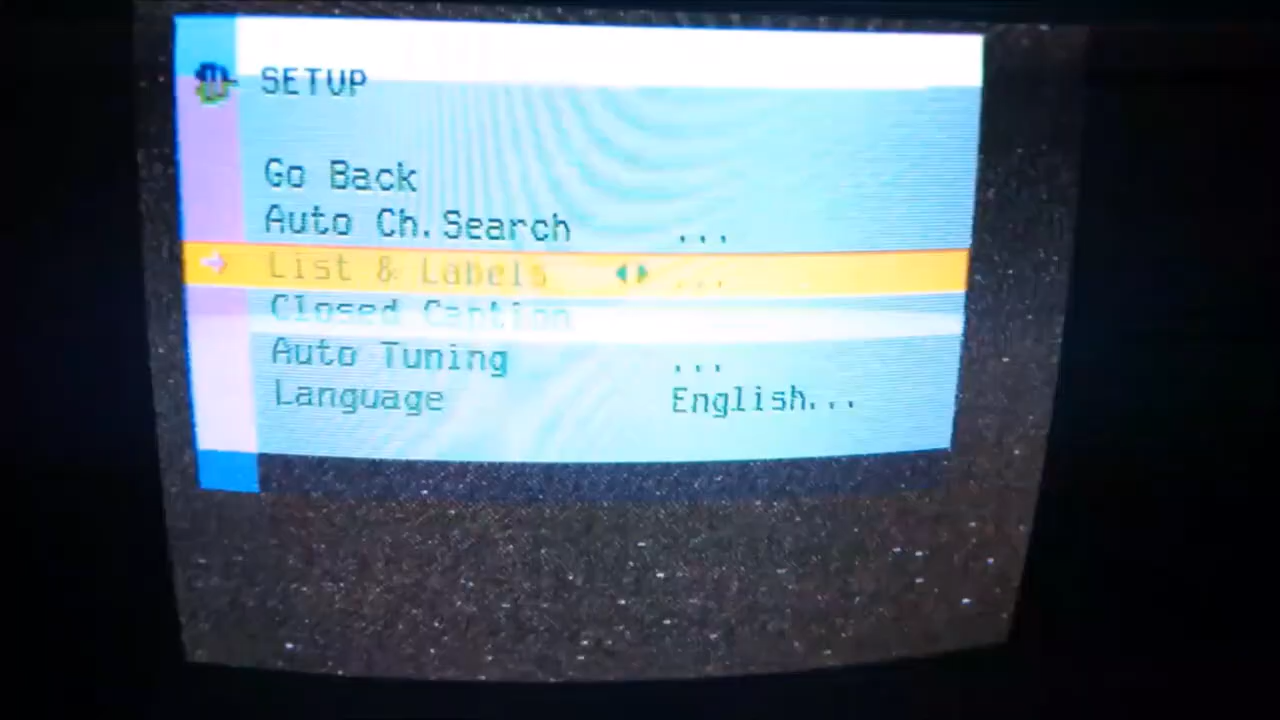 SETUP
Go Back
Auto Ch.Search ...
List & Labels ...
Closed Caption
Auto Tuning ...
Language English...